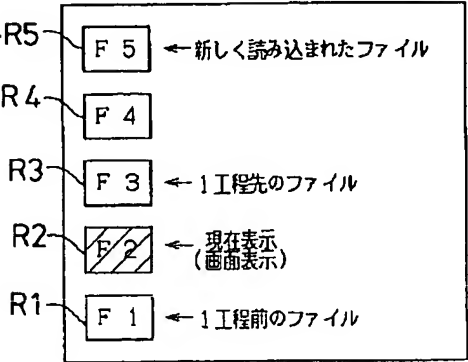 R5 F 5 ←新しく読み込まれたファイル
R4 F 4
R3 F 3 ←1工程先のファイル
R2 F 2 ←現在表示
(画面表示)
R1 F 1 ←1工程前のファイル